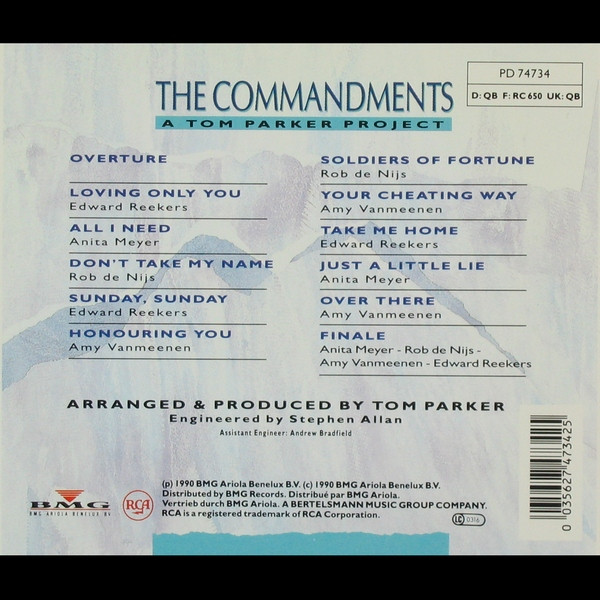 PD 74734
D: QB F: RC 650 UK: QB
THE COMMANDMENTS
A TOM PARKER PROJECT
OVERTURE
LOVING ONLY YOU
Edward Reekers
ALL I NEED
Anita Meyer
DON'T TAKE MY NAME
Rob de Nijs
SUNDAY, SUNDAY
Edward Reekers
HONOURING YOU
Amy Vanmeenen
SOLDIERS OF FORTUNE
Rob de Nijs
YOUR CHEATING WAY
Amy Vanmeenen
TAKE ME HOME
Edward Reekers
JUST A LITTLE LIE
Anita Meyer
OVER THERE
Amy Vanmeenen
FINALE
Anita Meyer - Rob de Nijs -
Amy Vanmeenen - Edward Reekers
ARRANGED & PRODUCED BY TOM PARKER
Engineered by Stephen Allan
Assistant Engineer: Andrew Bradfield
(p) 1990 BMG Ariola Benelux B.V. (c) 1990 BMG Ariola Benelux B.V.
Distributed by BMG Records. Distribué par BMG Ariola.
Vertrieb durch BMG Ariola. A BERTELSMANN MUSIC GROUP COMPANY.
RCA is a registered trademark of RCA Corporation.
BMG
BMG ARIOLA BENELUX BV
RCA
LC 0316
0 035627 473425